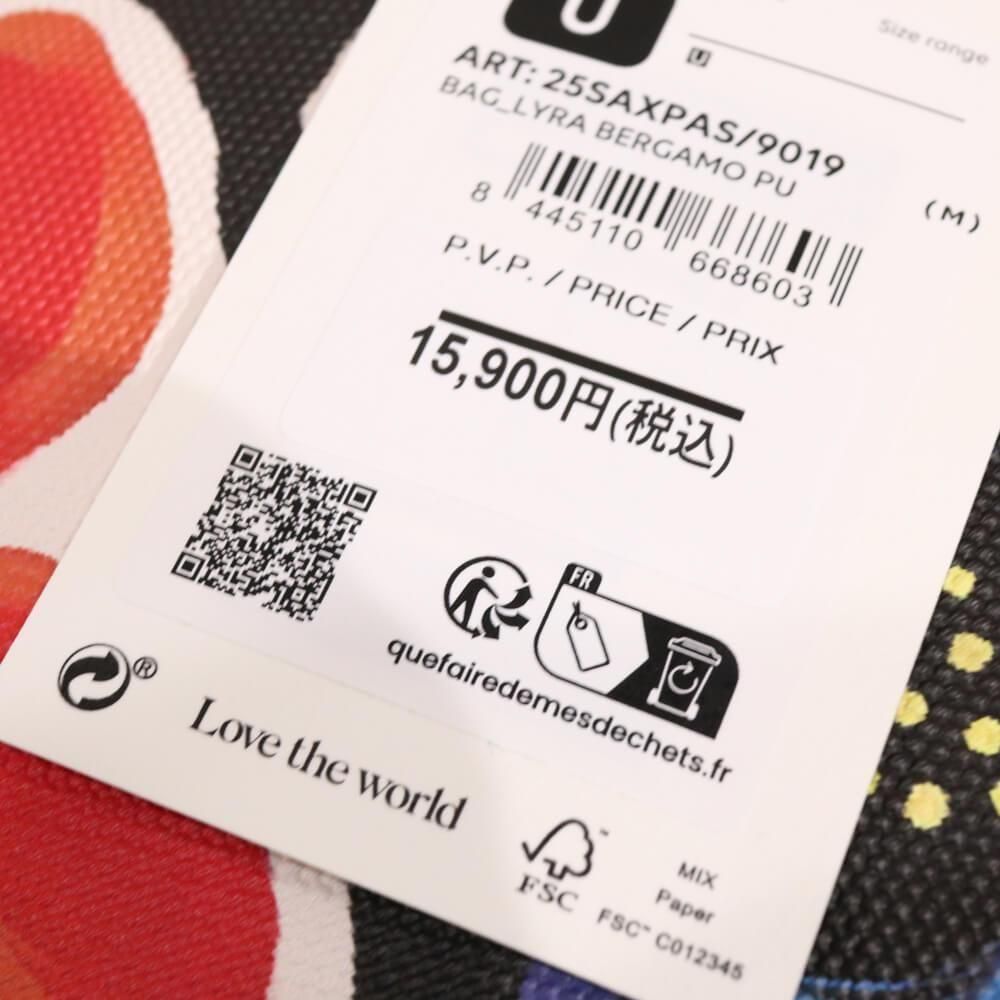 U
Size range
U
ART: 25SAXPAS/9019
BAG_LYRA BERGAMO PU
(M)
8 445110 668603
P.V.P. / PRICE / PRIX
15,900円(税込)
FR
quefairedemesdechets.fr
®
Love the world
™
FSC
MIX
Paper
FSC™ C012345